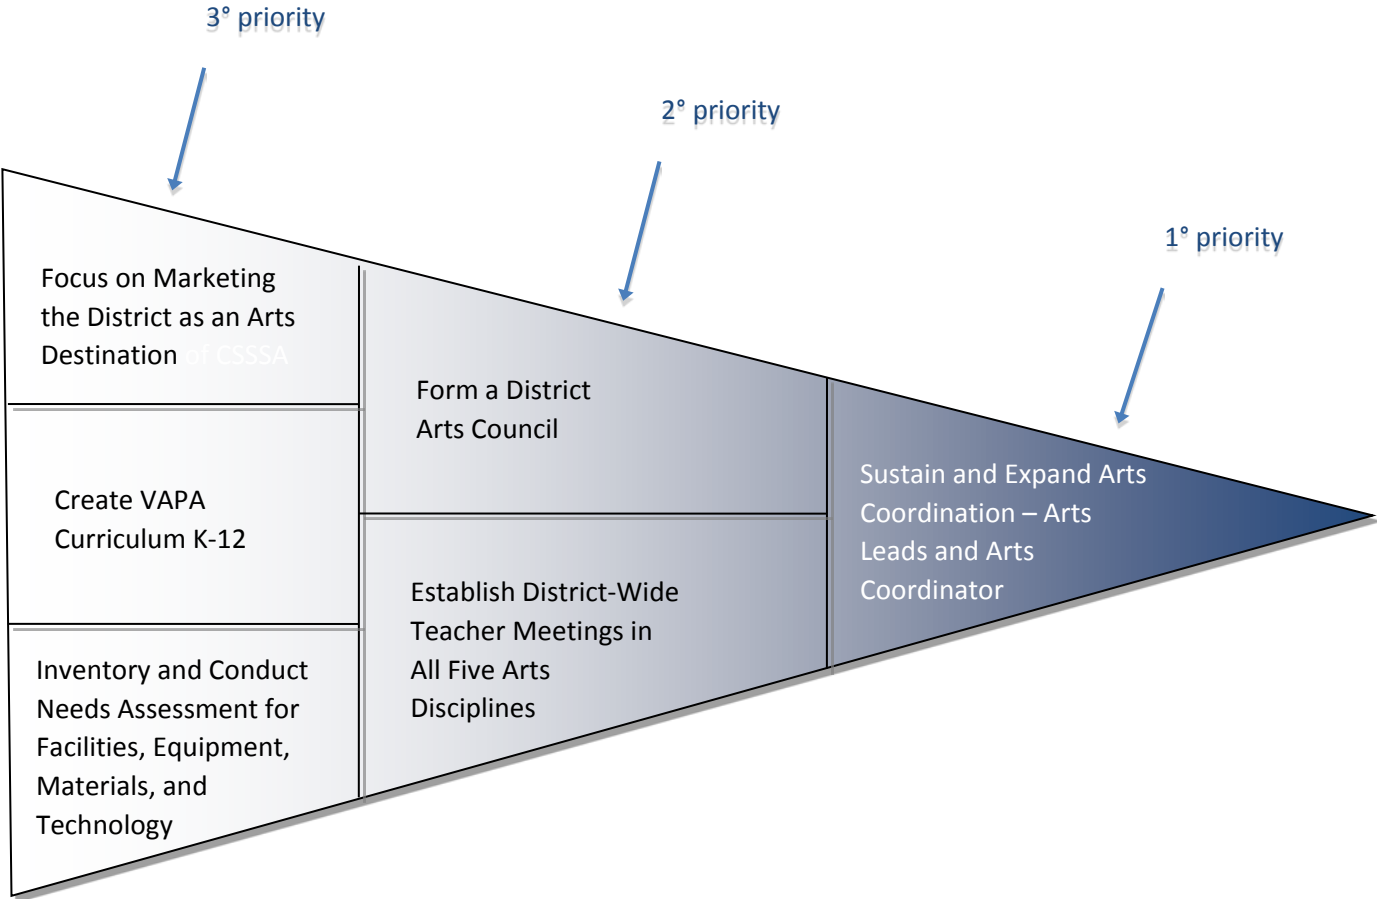 3° priority
2° priority
1° priority
Focus on Marketing
the District as an Arts
Destination of CSSSA
Create VAPA
Curriculum K-12
Inventory and Conduct
Needs Assessment for
Facilities, Equipment,
Materials, and
Technology
Form a District
Arts Council
Establish District-Wide
Teacher Meetings in
All Five Arts
Disciplines
Sustain and Expand Arts
Coordination – Arts
Leads and Arts
Coordinator